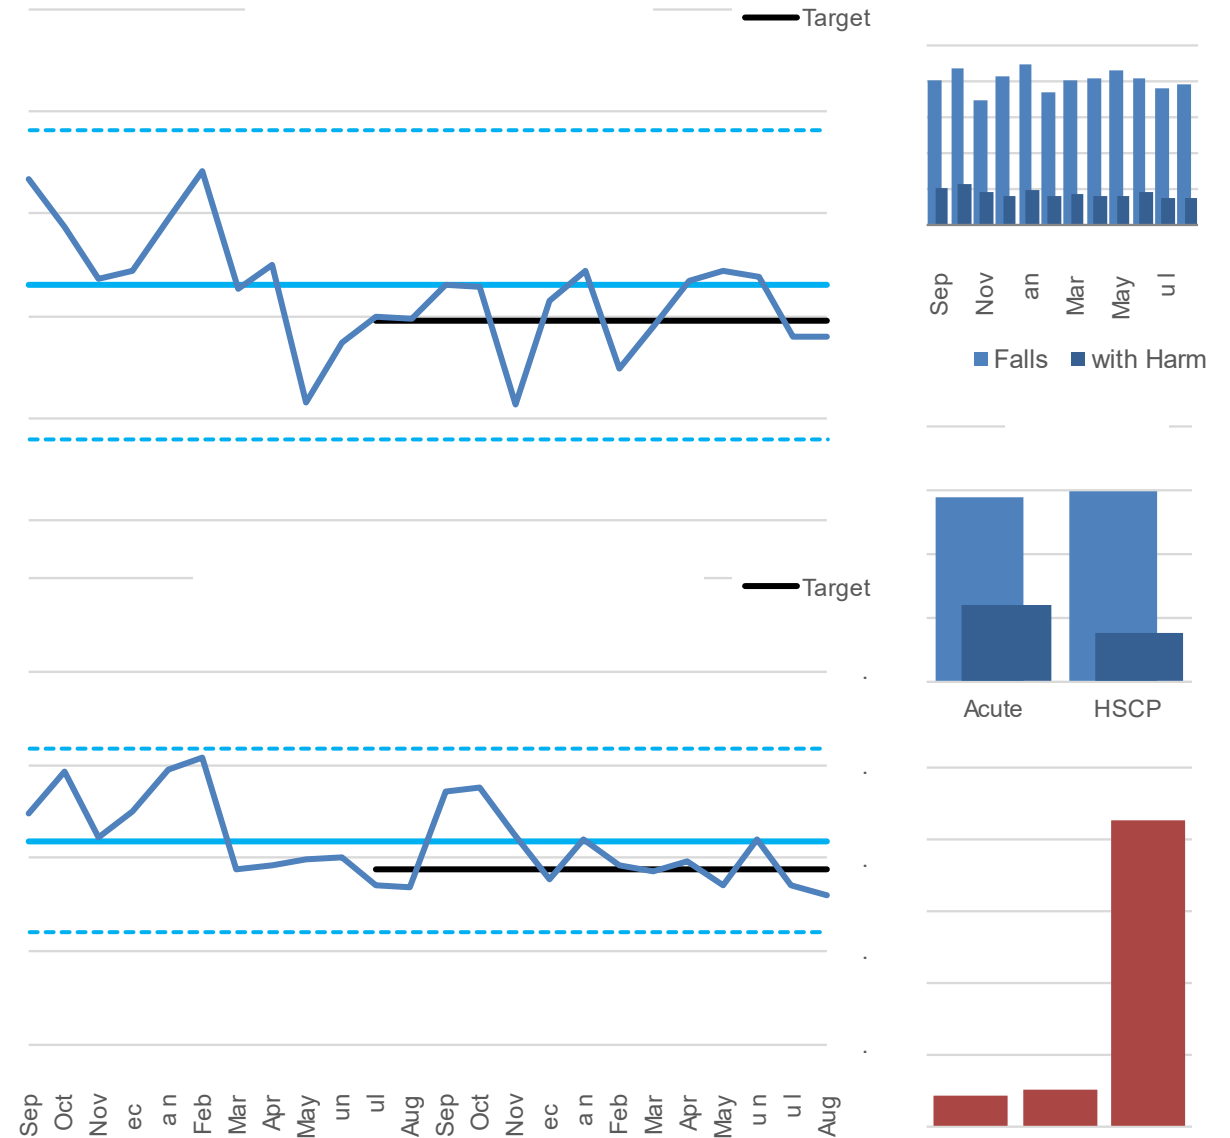 Target
Sep Nov an Mar May u l
Falls with Harm
Acute HSCP
Target
.
.
.
.
.
Sep Oct Nov ec a n Feb Mar Apr May un ul Aug Sep Oct Nov ec a n Feb Mar Apr May u n u l Aug